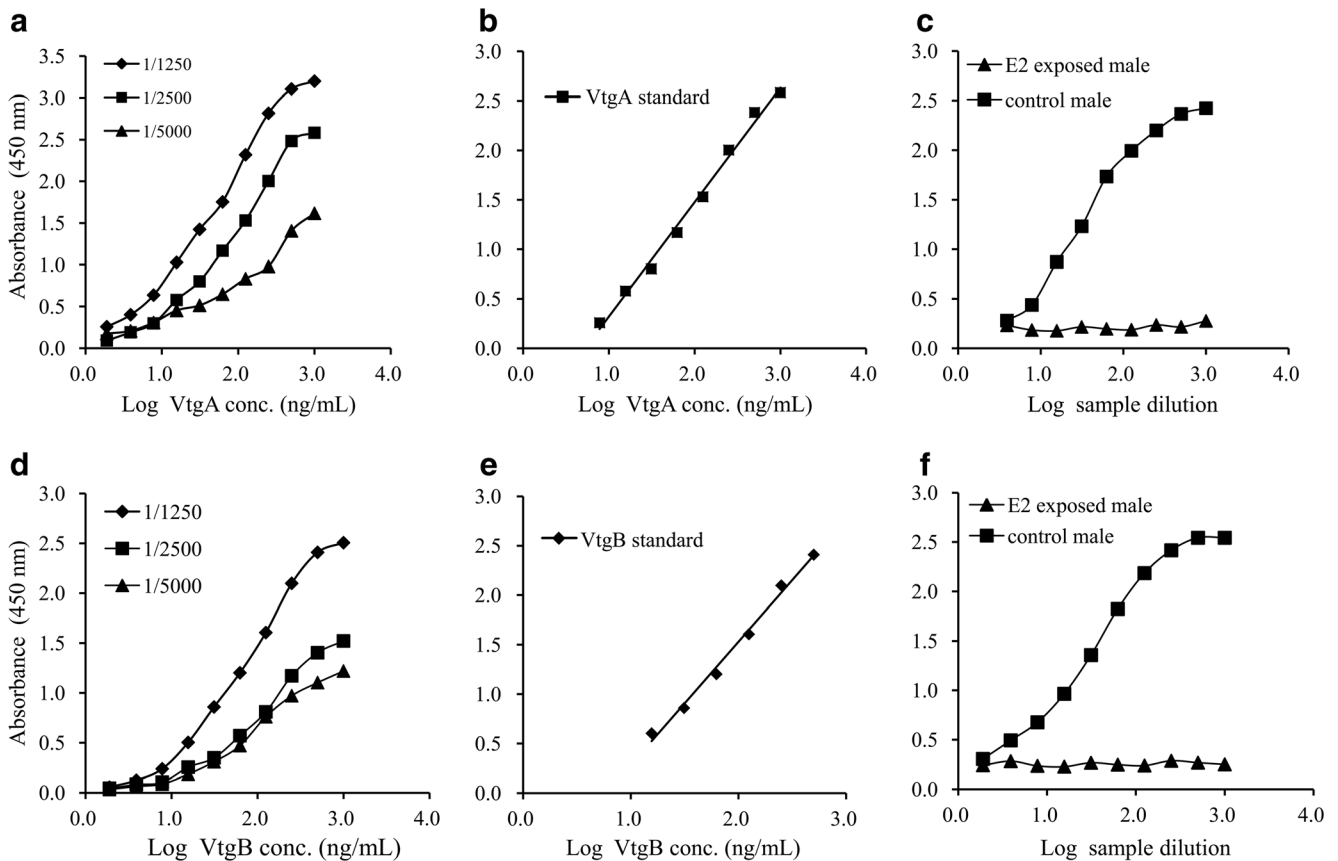 a
1/1250
1/2500
1/5000
Absorbance (450 nm)
3.5
3.0
2.5
2.0
1.5
1.0
0.5
0.0
0.0 1.0 2.0 3.0 4.0
Log VtgA conc. (ng/mL)
b
VtgA standard
3.0
2.5
2.0
1.5
1.0
0.5
0.0
0.0 1.0 2.0 3.0 4.0
Log VtgA conc. (ng/mL)
c
E2 exposed male
control male
3.0
2.5
2.0
1.5
1.0
0.5
0.0
0.0 1.0 2.0 3.0 4.0
Log sample dilution
d
1/1250
1/2500
1/5000
Absorbance (450 nm)
3.0
2.5
2.0
1.5
1.0
0.5
0.0
0.0 1.0 2.0 3.0 4.0
Log VtgB conc. (ng/mL)
e
VtgB standard
3.0
2.5
2.0
1.5
1.0
0.5
0.0
0.0 1.0 2.0 3.0
Log VtgB conc. (ng/mL)
f
E2 exposed male
control male
3.0
2.5
2.0
1.5
1.0
0.5
0.0
0.0 1.0 2.0 3.0 4.0
Log sample dilution